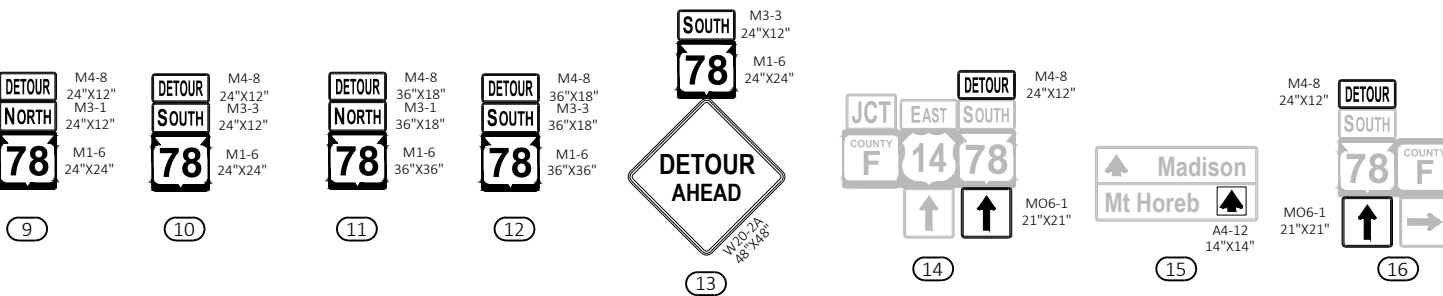 DETOUR
M4-8
24"X12"
NORTH
M3-1
24"X12"
78
M1-6
24"X24"
9
DETOUR
M4-8
24"X12"
SOUTH
M3-3
24"X12"
78
M1-6
24"X24"
10
DETOUR
M4-8
36"X18"
NORTH
M3-1
36"X18"
78
M1-6
36"X36"
11
DETOUR
M4-8
36"X18"
SOUTH
M3-3
36"X18"
78
M1-6
36"X36"
12
SOUTH
M3-3
24"X12"
78
M1-6
24"X24"
DETOUR
AHEAD
W20-2A
48"X48"
13
DETOUR
M4-8
24"X12"
JCT
EAST
SOUTH
COUNTY
F
14
78
MO6-1
21"X21"
14
Madison
Mt Horeb
A4-12
14"X14"
15
M4-8
24"X12"
DETOUR
SOUTH
78
COUNTY
F
MO6-1
21"X21"
16